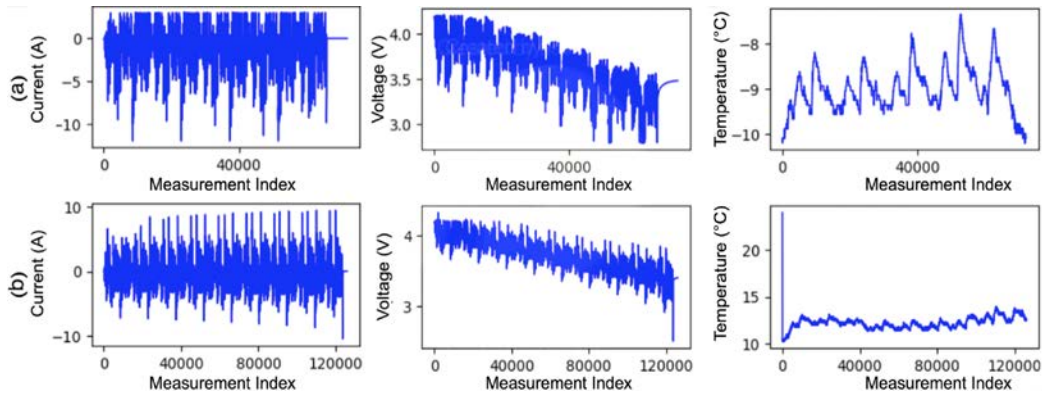 (a)
Current (A)
0
−5
−10
0 40000
Measurement Index
Voltage (V)
4.0
3.5
3.0
0 40000
Measurement Index
Temperature (°C)
−8
−9
−10
0 40000
Measurement Index
(b)
Current (A)
10
0
−10
0 40000 80000 120000
Measurement Index
Voltage (V)
4
3
0 40000 80000 120000
Measurement Index
Temperature (°C)
20
15
10
0 40000 80000 120000
Measurement Index